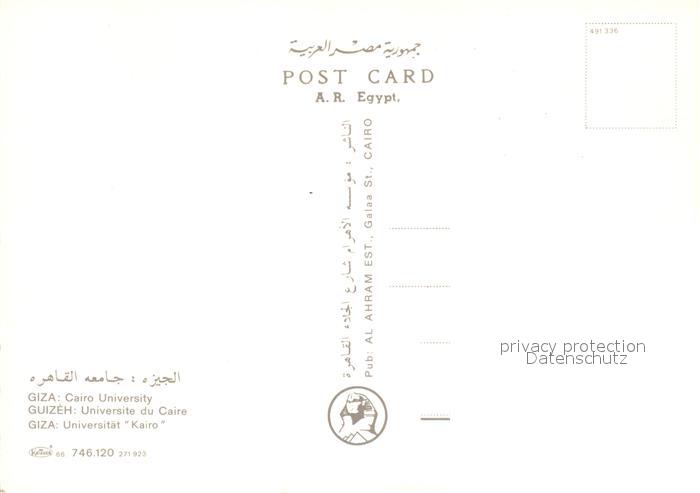 جمهورية مصر العربية
POST CARD
A. R. Egypt,
491 336
الناشر : مؤسسه الأهرام شارع الجلاء القاهرة
Pub: AL AHRAM EST., Galaa St., CAIRO
privacy protection
Datenschutz
الجيزه : جامعه القاهره
GIZA: Cairo University
GUIZÉH: Universite du Caire
GIZA: Universität "Kairo"
66 746.120 271 923